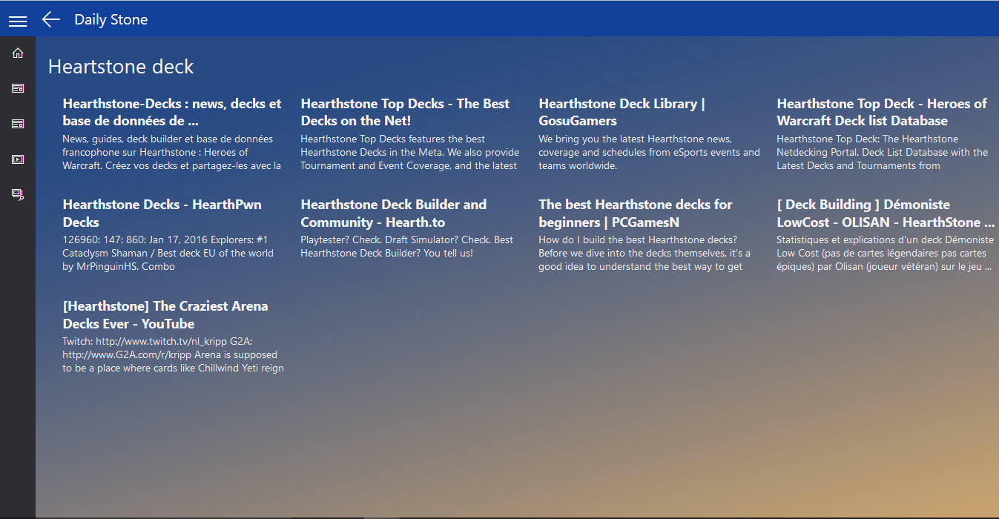 Daily Stone
Heartstone deck
Hearthstone-Decks : news, decks et
base de données de ...
News, guides, deck builder et base de données
francophone sur Hearthstone : Heroes of
Warcraft. Créez vos decks et partagez-les avec la
Hearthstone Top Decks - The Best
Decks on the Net!
Hearthstone Top Decks features the best
Hearthstone Decks in the Meta. We also provide
Tournament and Event Coverage, and the latest
Hearthstone Deck Library |
GosuGamers
We bring you the latest Hearthstone news,
coverage and schedules from eSports events and
teams worldwide.
Hearthstone Top Deck - Heroes of
Warcraft Deck list Database
Hearthstone Top Deck: The Hearthstone
Netdecking Portal. Deck List Database with the
Latest Decks and Tournaments from
Hearthstone Decks - HearthPwn
Decks
126960: 147: 860: Jan 17, 2016 Explorers: #1
Cataclysm Shaman / Best deck EU of the world
by MrPinguinHS. Combo
Hearthstone Deck Builder and
Community - Hearth.to
Playtester? Check. Draft Simulator? Check. Best
Hearthstone Deck Builder? You tell us!
The best Hearthstone decks for
beginners | PCGamesN
How do I build the best Hearthstone decks?
Before we dive into the decks themselves, it's a
good idea to understand the best way to get
[ Deck Building ] Démoniste
LowCost - OLISAN - HearthStone ...
Statistiques et explications d'un deck Démoniste
Low Cost (pas de cartes légendaires pas cartes
épiques) par Olisan (joueur vétéran) sur le jeu ...
[Hearthstone] The Craziest Arena
Decks Ever - YouTube
Twitch: http://www.twitch.tv/nl_kripp G2A:
http://www.G2A.com/r/kripp Arena is supposed
to be a place where cards like Chillwind Yeti reign